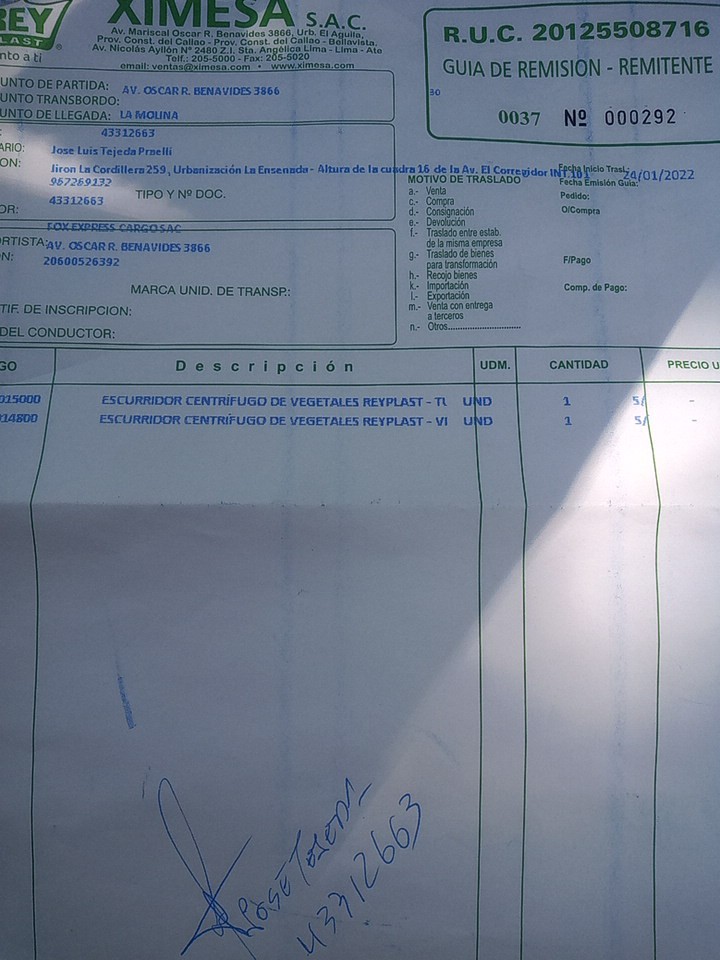 REY
PLAST
nto a ti
XIMESA S.A.C.
Av. Mariscal Oscar R. Benavides 3866, Urb. El Aguila,
Prov. Const. del Callao - Prov. Const. del Callao - Bellavista.
Av. Nicolás Ayllón Nº 2480 Z.I. Sta. Angélica Lima - Lima - Ate
Telf.: 205-5000 - Fax: 205-5020
email: ventas@ximesa.com • www.ximesa.com
R.U.C. 20125508716
GUIA DE REMISION - REMITENTE
30
0037 Nº 000292
UNTO DE PARTIDA: AV. OSCAR R. BENAVIDES 3866
UNTO TRANSBORDO:
UNTO DE LLEGADA: LA MOLINA
43312663
ARIO: Jose Luis Tejeda
ON: Jiron La Cordillera 259, Urbanización La Ensenada - Altura de la cuadra 16 de la Av. El Corregidor INT.101
967269132
TIPO Y Nº DOC.
OR: 43312663
Fecha Inicio Trasl.
Fecha Emisión Guía: 24/01/2022
Pedido:
O/Compra
F/Pago
Comp. de Pago:
MOTIVO DE TRASLADO
a.- Venta
c.- Compra
d.- Consignación
e.- Devolución
f.- Traslado entre estab.
de la misma empresa
g.- Traslado de bienes
para transformación
h.- Recojo bienes
k.- Importación
l.- Exportación
m.- Venta con entrega
a terceros
n.- Otros..............................
FOX EXPRESS CARGO SAC
ORTISTA: AV. OSCAR R. BENAVIDES 3866
N: 20600526392
MARCA UNID. DE TRANSP.:
TIF. DE INSCRIPCION:
DEL CONDUCTOR:
GO Descripción UDM. CANTIDAD PRECIO U
015000 ESCURRIDOR CENTRÍFUGO DE VEGETALES REYPLAST - TU UND 1 S/ -
014800 ESCURRIDOR CENTRÍFUGO DE VEGETALES REYPLAST - VI UND 1 S/ -
JOSE TEJEDA
43312663